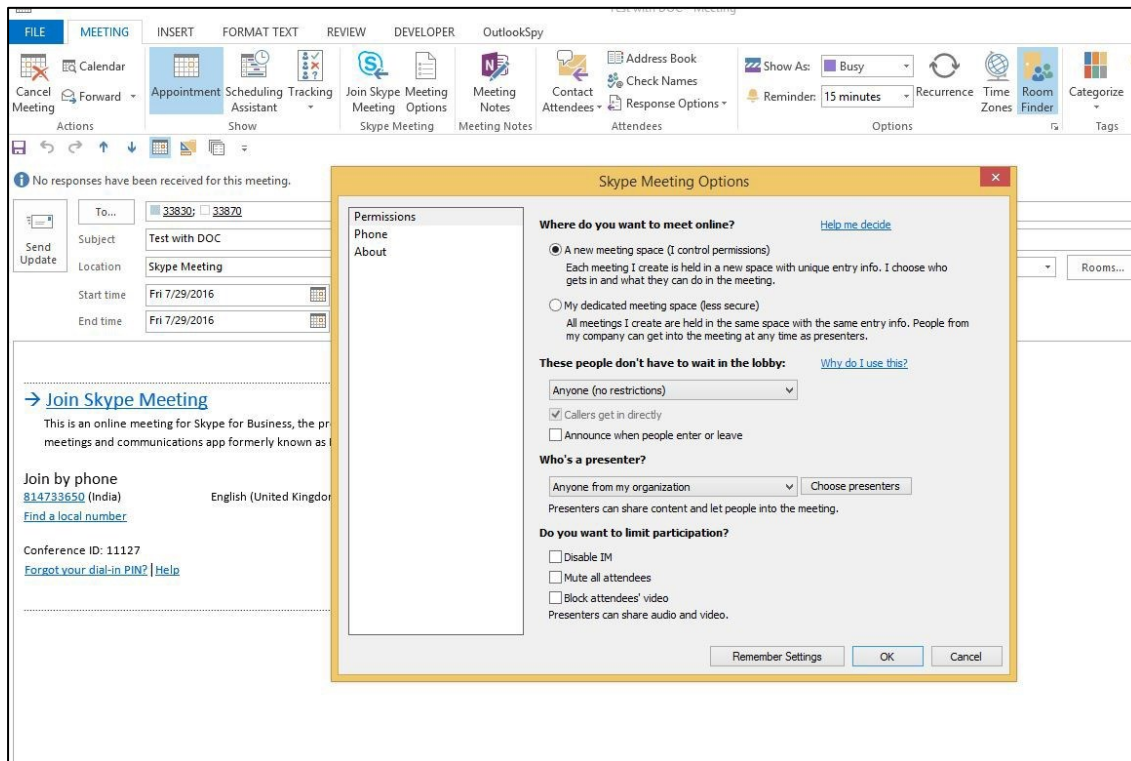 Test with DOC - Meeting
FILE MEETING INSERT FORMAT TEXT REVIEW DEVELOPER OutlookSpy
Cancel Meeting
Calendar
Forward
Actions
Appointment
Scheduling Assistant
Tracking
Show
Join Skype Meeting
Meeting Options
Skype Meeting
Meeting Notes
Meeting Notes
Contact Attendees
Address Book
Check Names
Response Options
Attendees
Show As: Busy
Reminder: 15 minutes
Recurrence
Time Zones
Room Finder
Options
Categorize
Tags
No responses have been received for this meeting.
Send Update
To... 33830; 33870
Subject Test with DOC
Location Skype Meeting
Rooms...
Start time Fri 7/29/2016
End time Fri 7/29/2016
Join Skype Meeting
This is an online meeting for Skype for Business, the pr
meetings and communications app formerly known as
Join by phone
814733650 (India) English (United Kingdo
Find a local number
Conference ID: 11127
Forgot your dial-in PIN? | Help
Skype Meeting Options
Permissions
Phone
About
Where do you want to meet online? Help me decide
A new meeting space (I control permissions)
Each meeting I create is held in a new space with unique entry info. I choose who
gets in and what they can do in the meeting.
My dedicated meeting space (less secure)
All meetings I create are held in the same space with the same entry info. People from
my company can get into the meeting at any time as presenters.
These people don't have to wait in the lobby: Why do I use this?
Anyone (no restrictions)
Callers get in directly
Announce when people enter or leave
Who's a presenter?
Anyone from my organization Choose presenters
Presenters can share content and let people into the meeting.
Do you want to limit participation?
Disable IM
Mute all attendees
Block attendees' video
Presenters can share audio and video.
Remember Settings OK Cancel